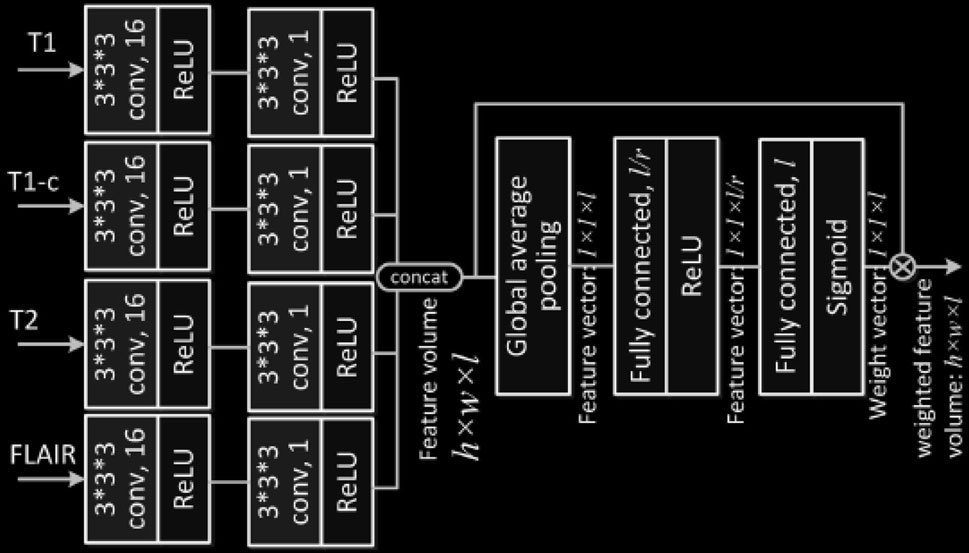 T1
3*3*3
conv, 16
ReLU
3*3*3
conv, 1
ReLU
T1-c
3*3*3
conv, 16
ReLU
3*3*3
conv, 1
ReLU
T2
3*3*3
conv, 16
ReLU
3*3*3
conv, 1
ReLU
FLAIR
3*3*3
conv, 16
ReLU
3*3*3
conv, 1
ReLU
concat
Feature volume
h×w×l
Global average
pooling
Feature vector: 1×1×l
Fully connected, l/r
ReLU
Feature vector: 1×1×l/r
Fully connected, l
Sigmoid
Weight vector: 1×1×l
weighted feature
volume: h×w×l